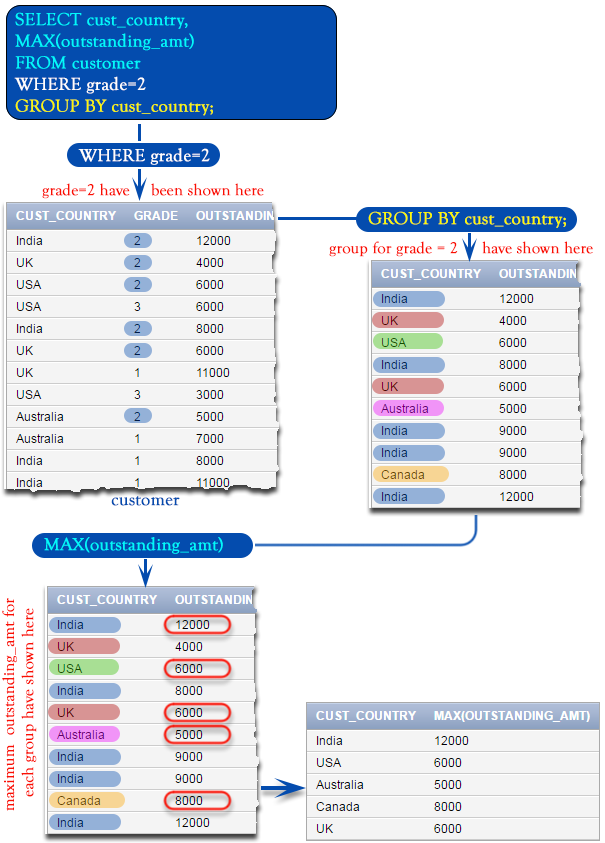 SELECT cust_country,
MAX(outstanding_amt)
FROM customer
WHERE grade=2
GROUP BY cust_country;
WHERE grade=2
grade=2 have been shown here
CUST_COUNTRY GRADE OUTSTANDIN
India 2 12000
UK 2 4000
USA 2 6000
USA 3 6000
India 2 8000
UK 2 6000
UK 1 11000
USA 3 3000
Australia 2 5000
Australia 1 7000
India 1 8000
India 1 11000
customer
GROUP BY cust_country;
group for grade = 2 have shown here
CUST_COUNTRY OUTSTANDIN
India 12000
UK 4000
USA 6000
India 8000
UK 6000
Australia 5000
India 9000
India 9000
Canada 8000
India 12000
MAX(outstanding_amt)
maximum outstanding_amt for
each group have shown here
CUST_COUNTRY OUTSTANDIN
India 12000
UK 4000
USA 6000
India 8000
UK 6000
Australia 5000
India 9000
India 9000
Canada 8000
India 12000
CUST_COUNTRY MAX(OUTSTANDING_AMT)
India 12000
USA 6000
Australia 5000
Canada 8000
UK 6000